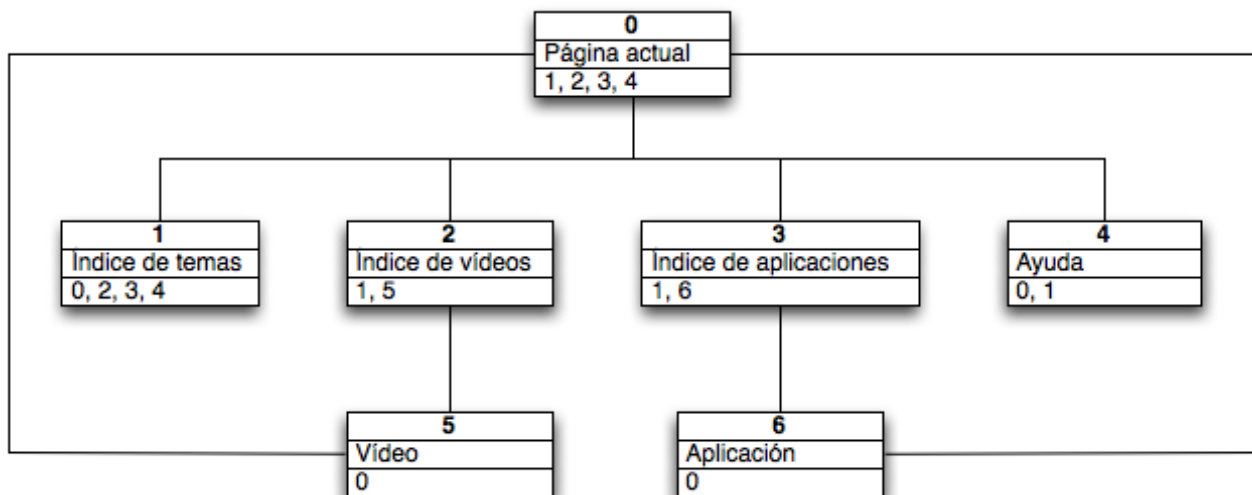 0
Página actual
1, 2, 3, 4
1
Índice de temas
0, 2, 3, 4
2
Índice de vídeos
1, 5
3
Índice de aplicaciones
1, 6
4
Ayuda
0, 1
5
Vídeo
0
6
Aplicación
0